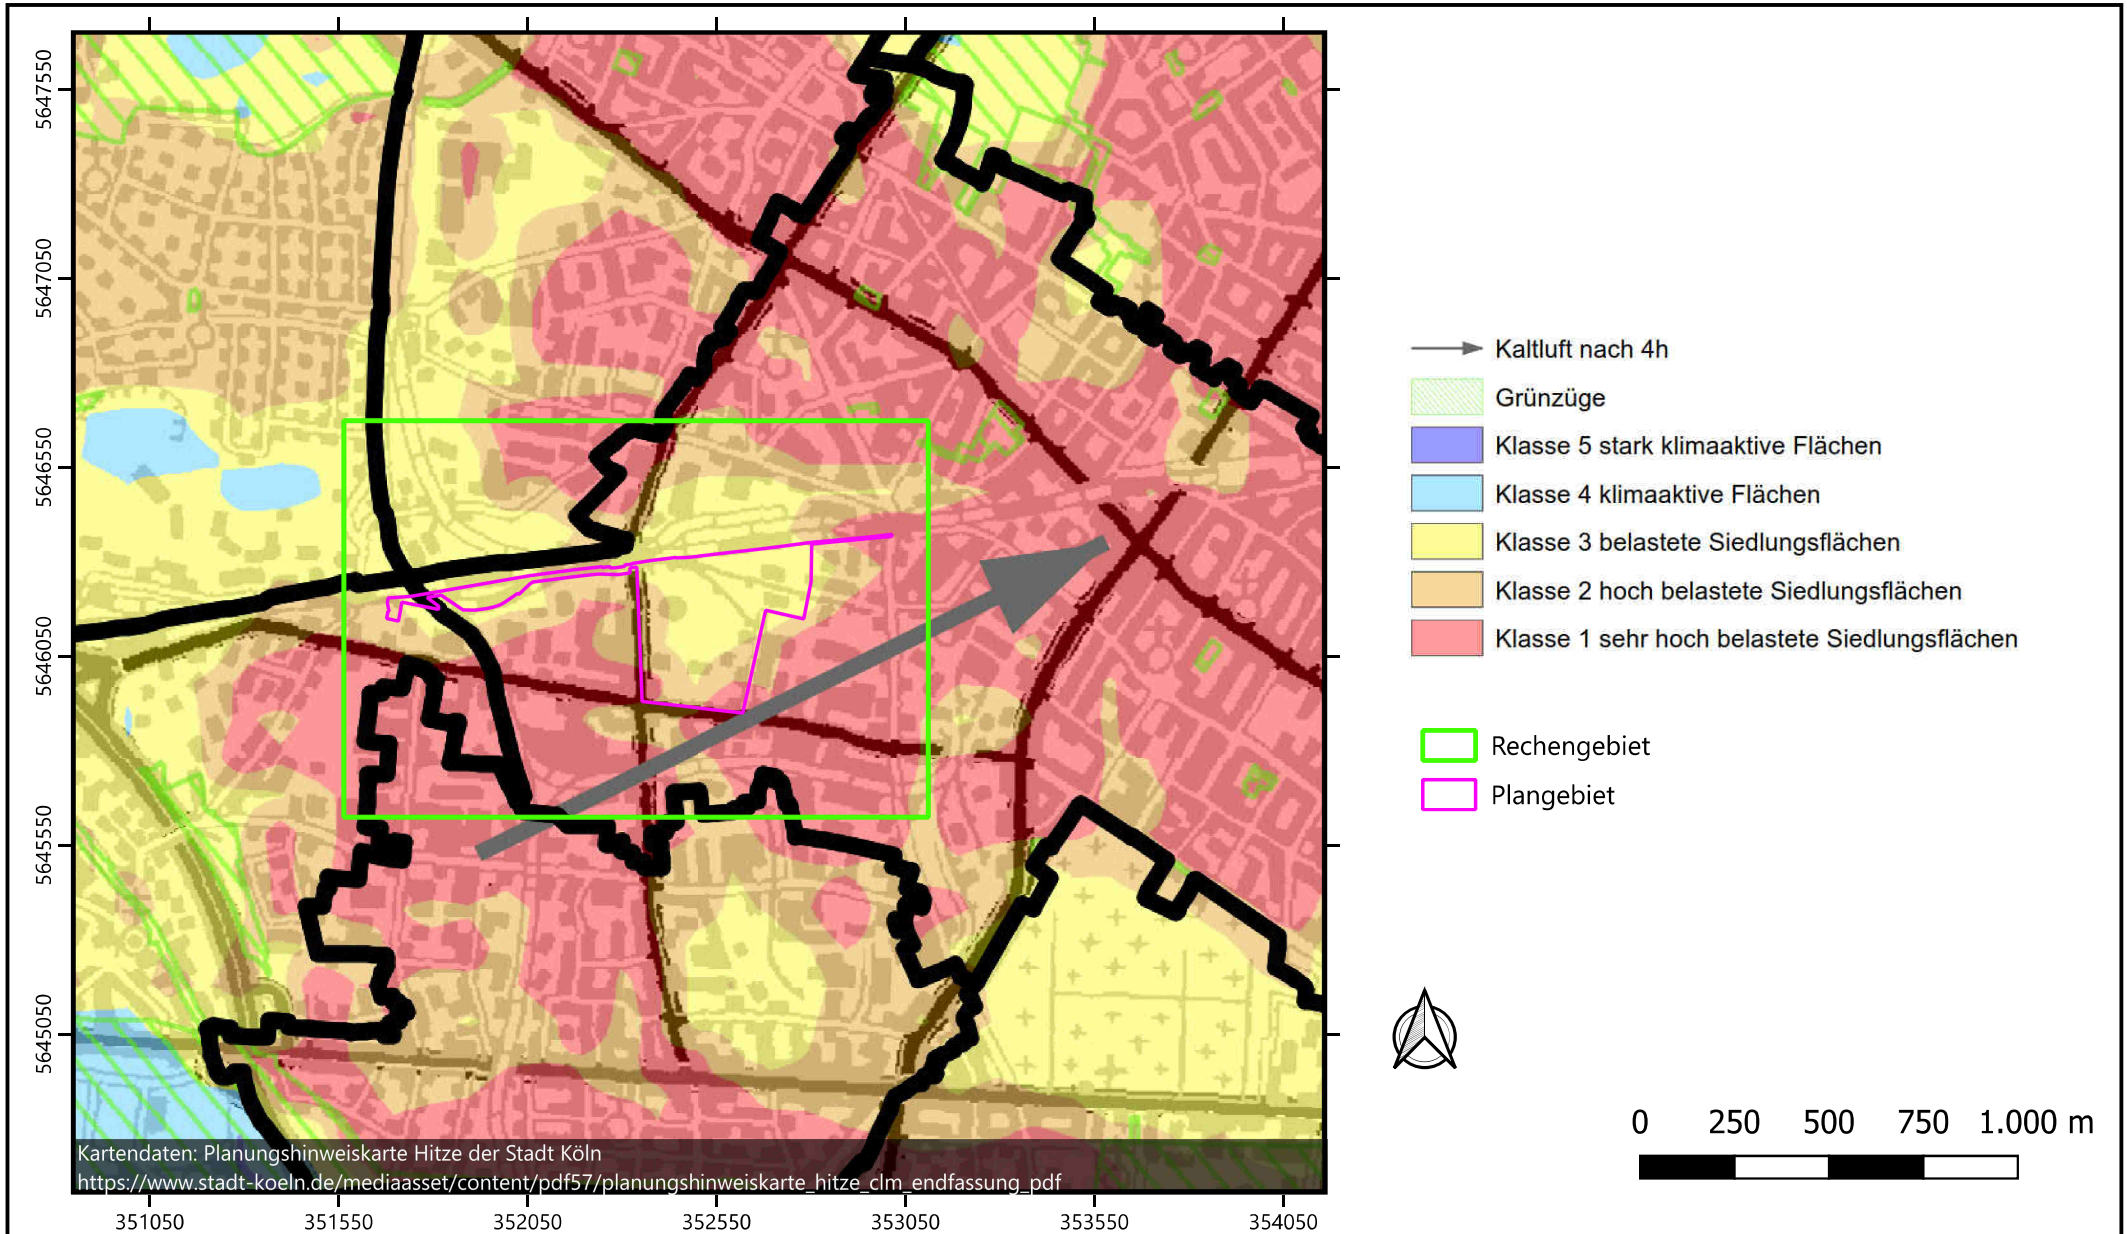 5647550
5647050
5646550
5646050
5645550
5645050
Kartendaten: Planungshinweiskarte Hitze der Stadt Köln
https://www.stadt-koeln.de/mediaasset/content/pdf57/planungshinweiskarte_hitze_clm_endfassung_pdf
351050 351550 352050 352550 353050 353550 354050
Kaltluft nach 4h
Grünzüge
Klasse 5 stark klimaaktive Flächen
Klasse 4 klimaaktive Flächen
Klasse 3 belastete Siedlungsflächen
Klasse 2 hoch belastete Siedlungsflächen
Klasse 1 sehr hoch belastete Siedlungsflächen
Rechengebiet
Plangebiet
0 250 500 750 1.000 m